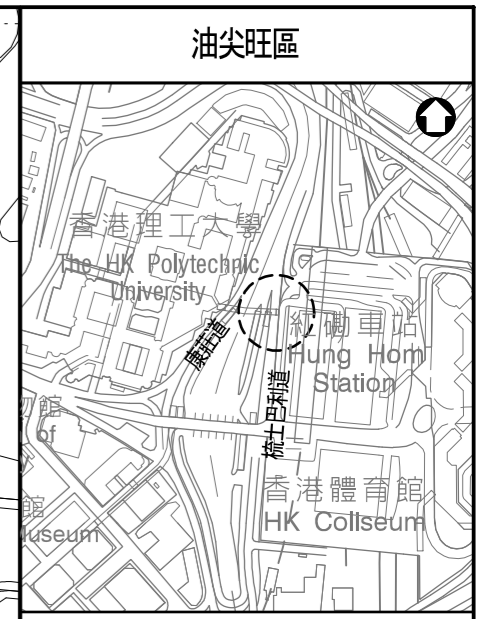 油尖旺區
香港理工大學
The HK Polytechnic
University
康莊道
紅磡車站
Hung Hom
Station
梳士巴利道
物館
of
館
Museum
香港體育館
HK Coliseum